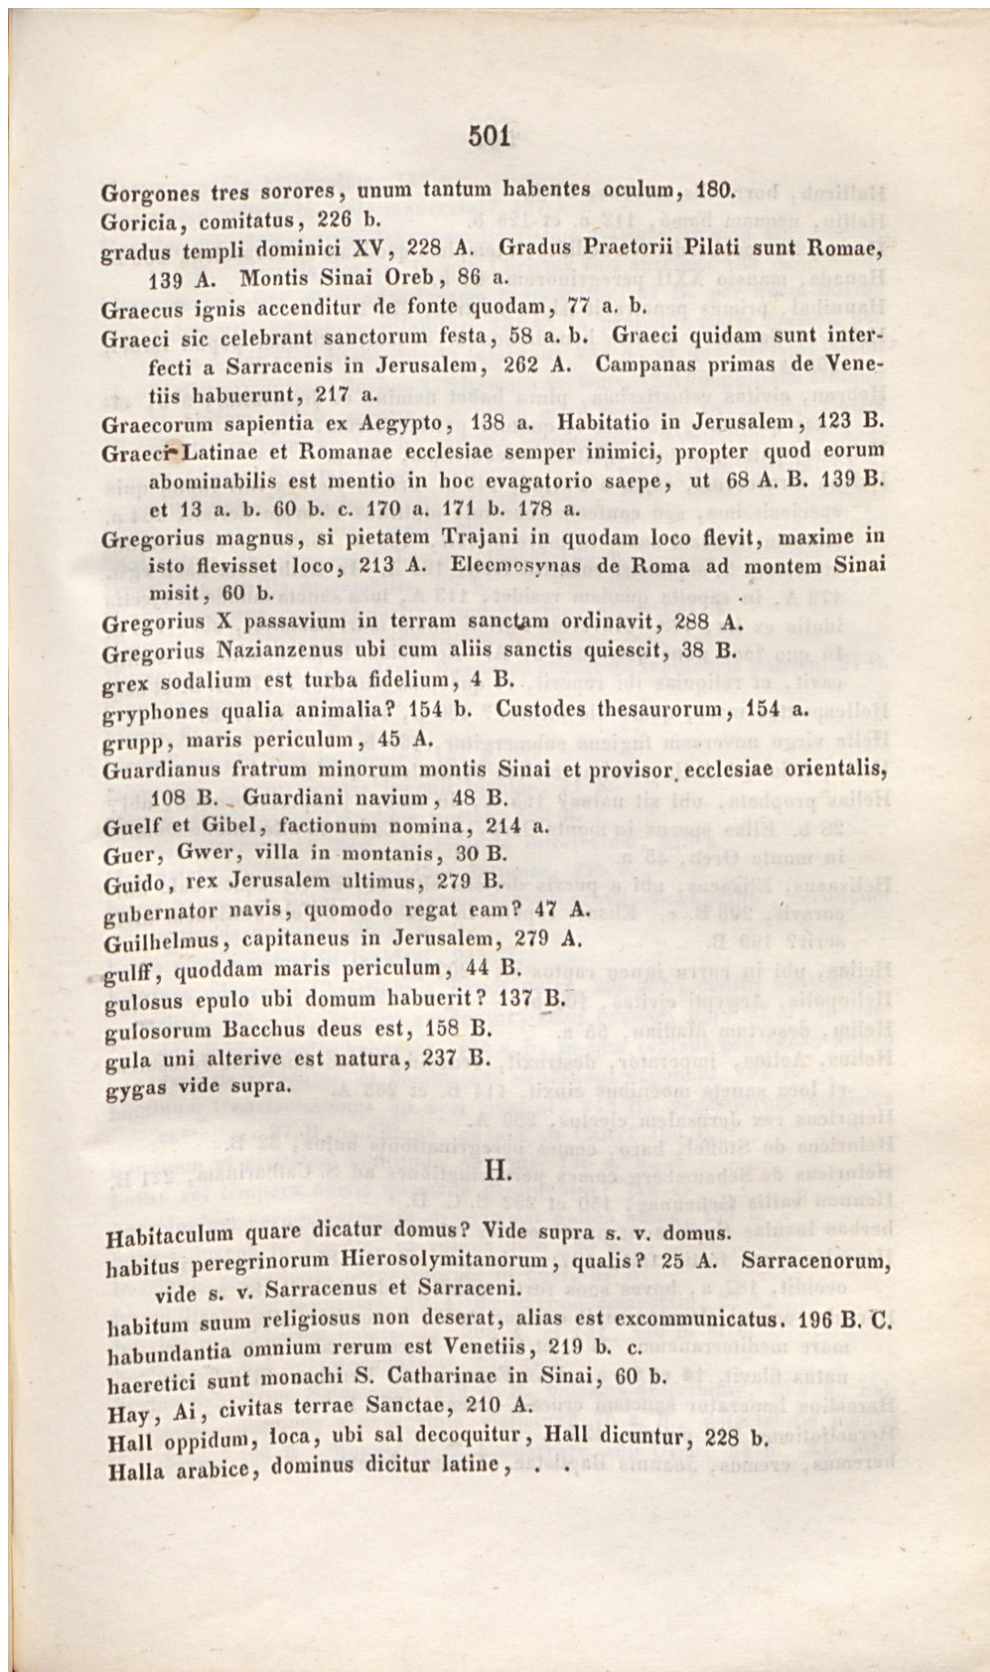 501
Gorgones tres sorores, unum tantum habentes oculum, 180.
Goricia, comitatus, 226 b.
gradus templi dominici XV, 228 A. Gradus Praetorii Pilati sunt Romae,
139 A. Montis Sinai Oreb, 86 a.
Graecus ignis accenditur de fonte quodam, 77 a. b.
Graeci sic celebrant sanctorum festa, 58 a. b. Graeci quidam sunt inter-
fecti a Sarracenis in Jerusalem, 262 A. Campanas primas de Vene-
tiis habuerunt, 217 a.
Graecorum sapientia ex Aegypto, 138 a. Habitatio in Jerusalem, 123 B.
Graeci Latinae et Romanae ecclesiae semper inimici, propter quod eorum
abominabilis est mentio in hoc evagatorio saepe, ut 68 A. B. 139 B.
et 13 a. b. 60 b. c. 170 a. 171 b. 178 a.
Gregorius magnus, si pietatem Trajani in quodam loco flevit, maxime in
isto flevisset loco, 213 A. Eleemosynas de Roma ad montem Sinai
misit, 60 b.
Gregorius X passavium in terram sanctam ordinavit, 288 A.
Gregorius Nazianzenus ubi cum aliis sanctis quiescit, 38 B.
grex sodalium est turba fidelium, 4 B.
gryphones qualia animalia? 154 b. Custodes thesaurorum, 154 a.
grupp, maris periculum, 45 A.
Guardianus fratrum minorum montis Sinai et provisor ecclesiae orientalis,
108 B. Guardiani navium, 48 B.
Guelf et Gibel, factionum nomina, 214 a.
Guer, Gwer, villa in montanis, 30 B.
Guido, rex Jerusalem ultimus, 279 B.
gubernator navis, quomodo regat eam? 47 A.
Guilhelmus, capitaneus in Jerusalem, 279 A.
gulff, quoddam maris periculum, 44 B.
gulosus epulo ubi domum habuerit? 137 B.
gulosorum Bacchus deus est, 158 B.
gula uni alterive est natura, 237 B.
gygas vide supra.
H.
Habitaculum quare dicatur domus? Vide supra s. v. domus.
habitus peregrinorum Hierosolymitanorum, qualis? 25 A. Sarracenorum,
vide s. v. Sarracenus et Sarraceni.
habitum suum religiosus non deserat, alias est excommunicatus. 196 B. C.
habundantia omnium rerum est Venetiis, 219 b. c.
haeretici sunt monachi S. Catharinae in Sinai, 60 b.
Hay, Ai, civitas terrae Sanctae, 210 A.
Hall oppidum, loca, ubi sal decoquitur, Hall dicuntur, 228 b.
Halla arabice, dominus dicitur latine, . .